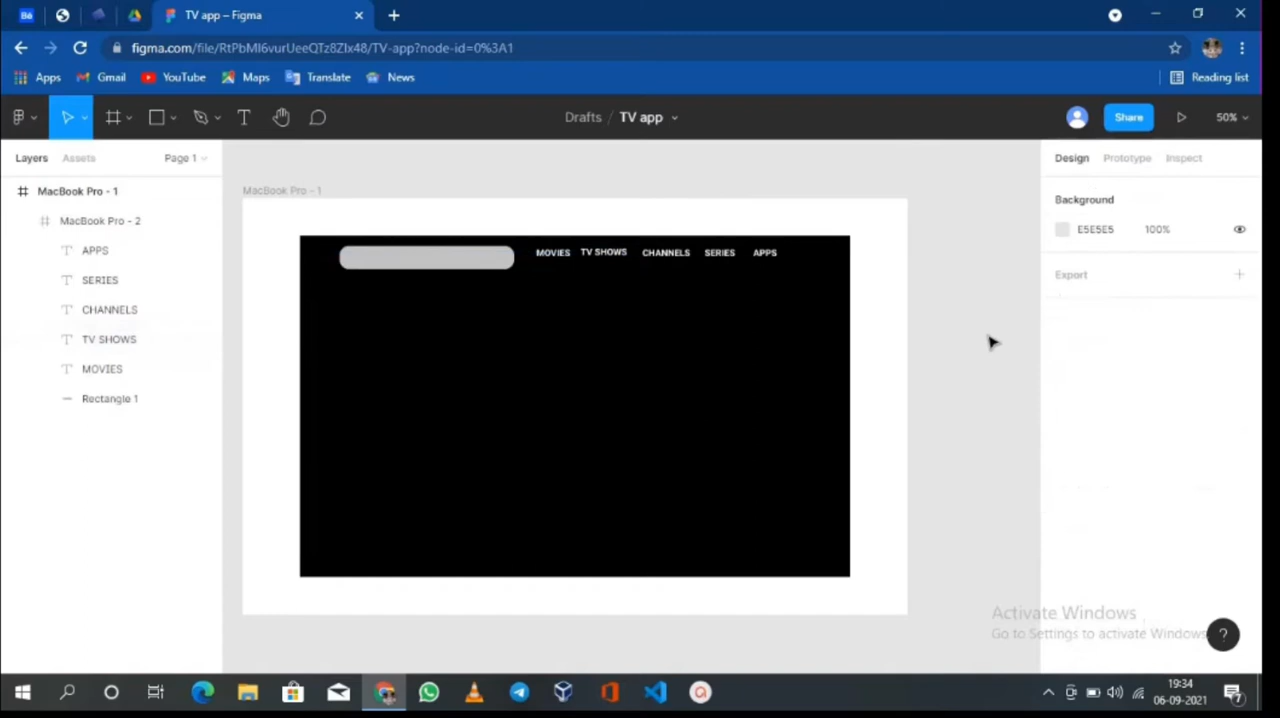 Bē
TV app – Figma
figma.com/file/RtPbMI6vurUeeQTz8ZIx48/TV-app?node-id=0%3A1
Apps
Gmail
YouTube
Maps
Translate
News
Reading list
Drafts / TV app
Share
50%
Layers
Assets
Page 1
Design
Prototype
Inspect
MacBook Pro - 1
MacBook Pro - 2
APPS
SERIES
CHANNELS
TV SHOWS
MOVIES
Rectangle 1
MacBook Pro - 1
MOVIES
TV SHOWS
CHANNELS
SERIES
APPS
Background
E5E5E5
100%
Export
Activate Windows
Go to Settings to activate Windows
?
19:34
06-09-2021
7